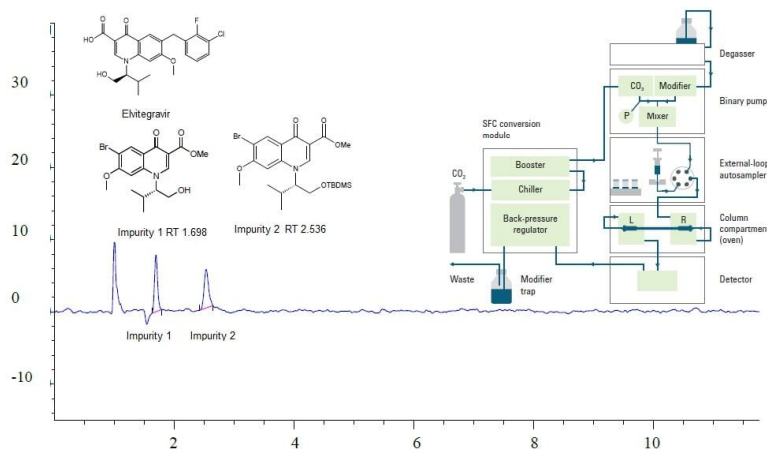 F
O
O
HO
Cl
N
O
HO
Elvitegravir
O
O
Br
OMe
O
N
OH
Impurity 1 RT 1.698
O
O
Br
OMe
O
N
OTBDMS
Impurity 2 RT 2.536
Degasser
CO₂
Modifier
P
Mixer
Binary pump
SFC conversion
module
CO₂
Booster
Chiller
Back-pressure
regulator
External-loop
autosampler
L
R
Column
compartment
(oven)
Waste
Modifier
trap
Detector
30
20
10
0
-10
Impurity 1
Impurity 2
2
4
6
8
10